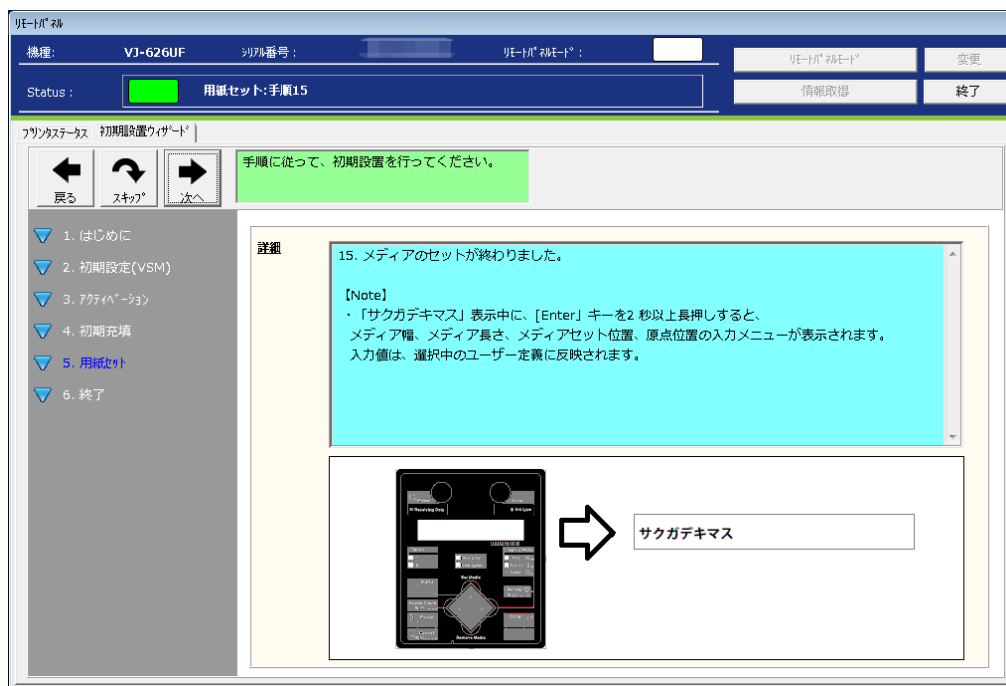 リモートパネル
機種:
VJ-626UF
シリアル番号:
リモートパネルモード:
リモートパネルモード
変更
Status:
用紙セット:手順15
情報取得
終了
プリンタステータス
初期設置ウィザード
戻る
スキップ
次へ
手順に従って、初期設置を行ってください。
1. はじめに
2. 初期設定(VSM)
3. アクティベーション
4. 初期充填
5. 用紙セット
6. 終了
詳細
15. メディアのセットが終わりました。
【Note】
・「サクガデキマス」表示中に、[Enter」キーを2 秒以上長押しすると、
メディア幅、メディア長さ、メディアセット位置、原点位置の入力メニューが表示されます。
入力値は、選択中のユーザー定義に反映されます。
サクガデキマス